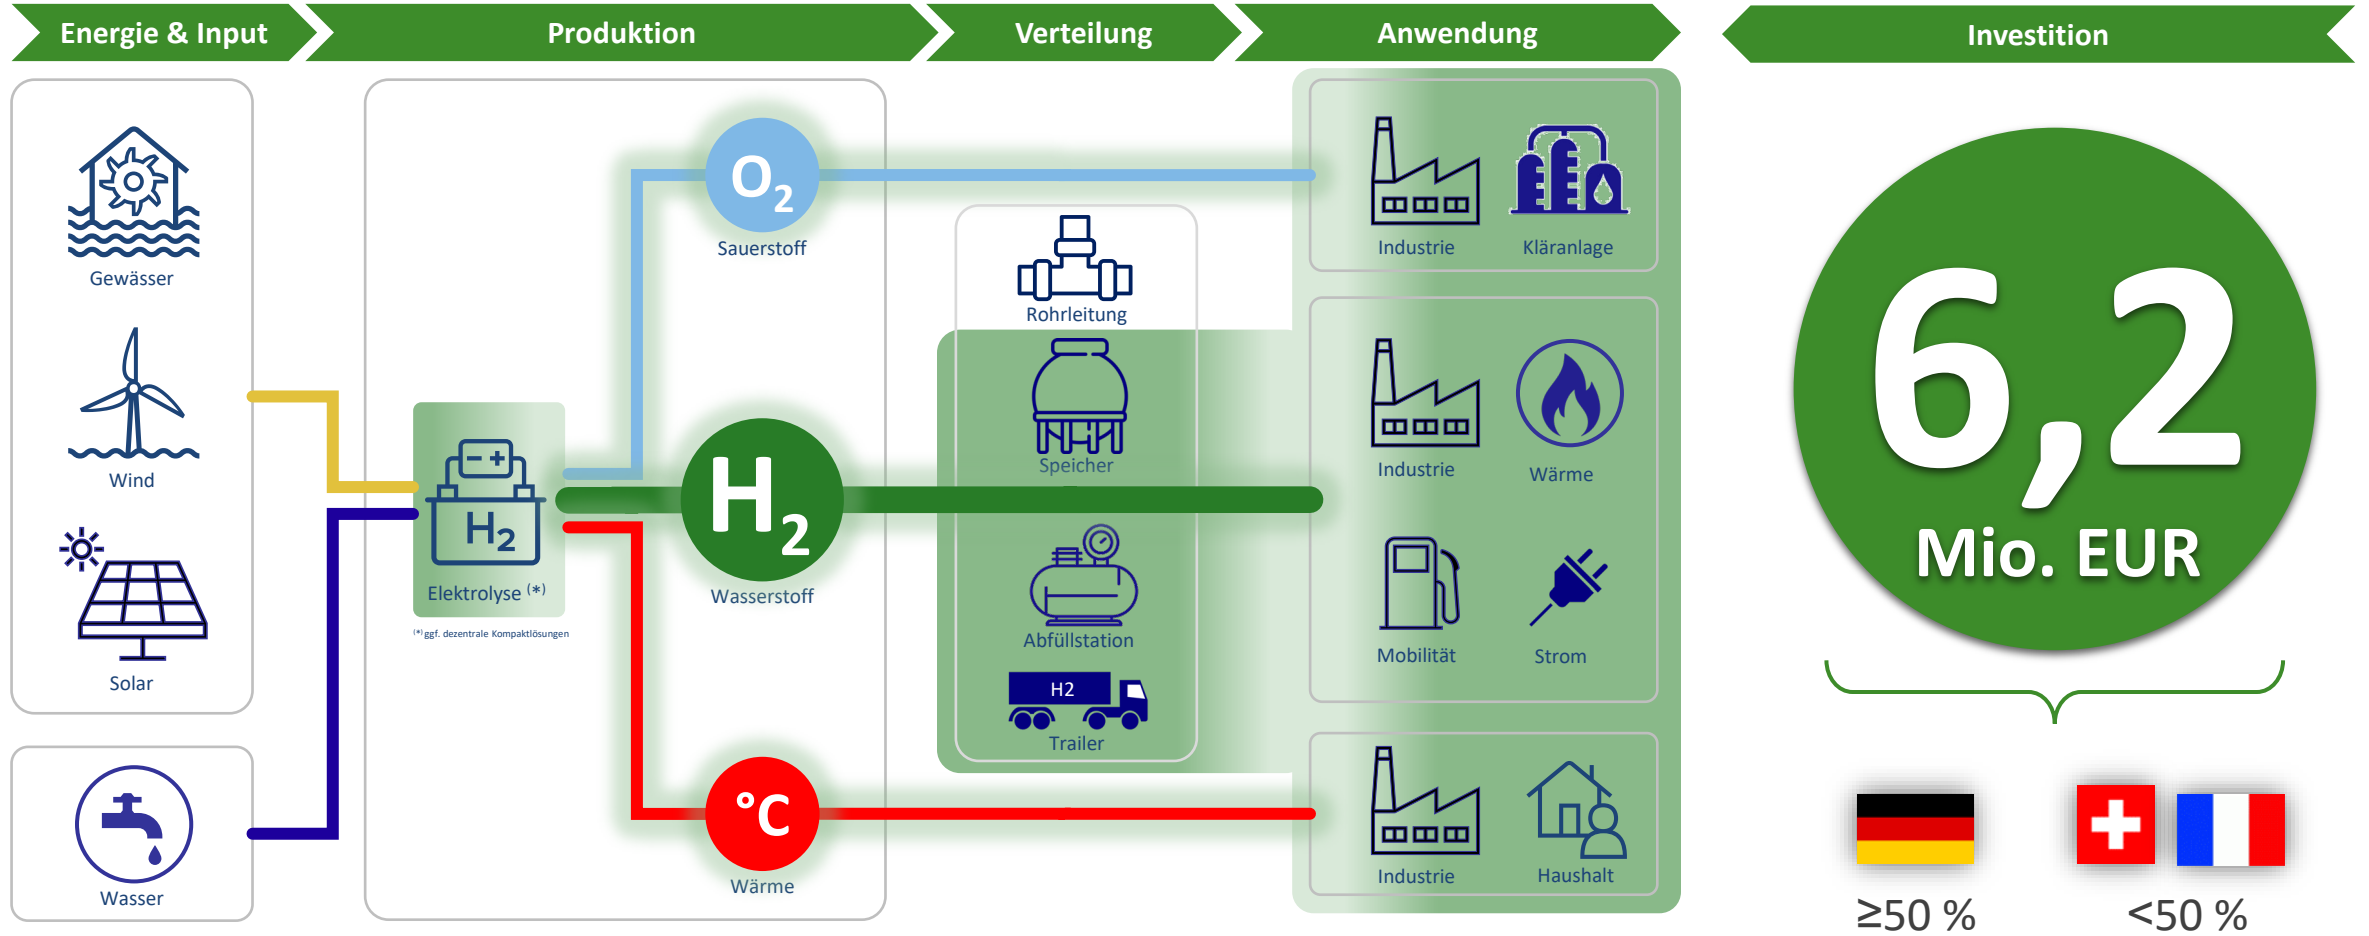 Energie & Input
Produktion
Verteilung
Anwendung
Investition
Gewässer
Wind
Solar
Wasser
H₂
Elektrolyse (*)
(*) ggf. dezentrale Kompaktlösungen
O₂
Sauerstoff
H₂
Wasserstoff
°C
Wärme
Rohrleitung
Speicher
Abfüllstation
H2
Trailer
Industrie
Kläranlage
Industrie
Wärme
Mobilität
Strom
Industrie
Haushalt
6,2
Mio. EUR
≥50 %
<50 %